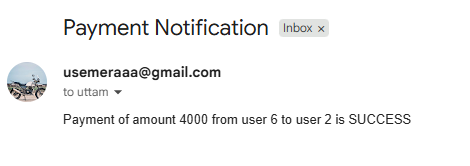 Payment Notification Inbox ×
usemeraaa@gmail.com
to uttam
Payment of amount 4000 from user 6 to user 2 is SUCCESS